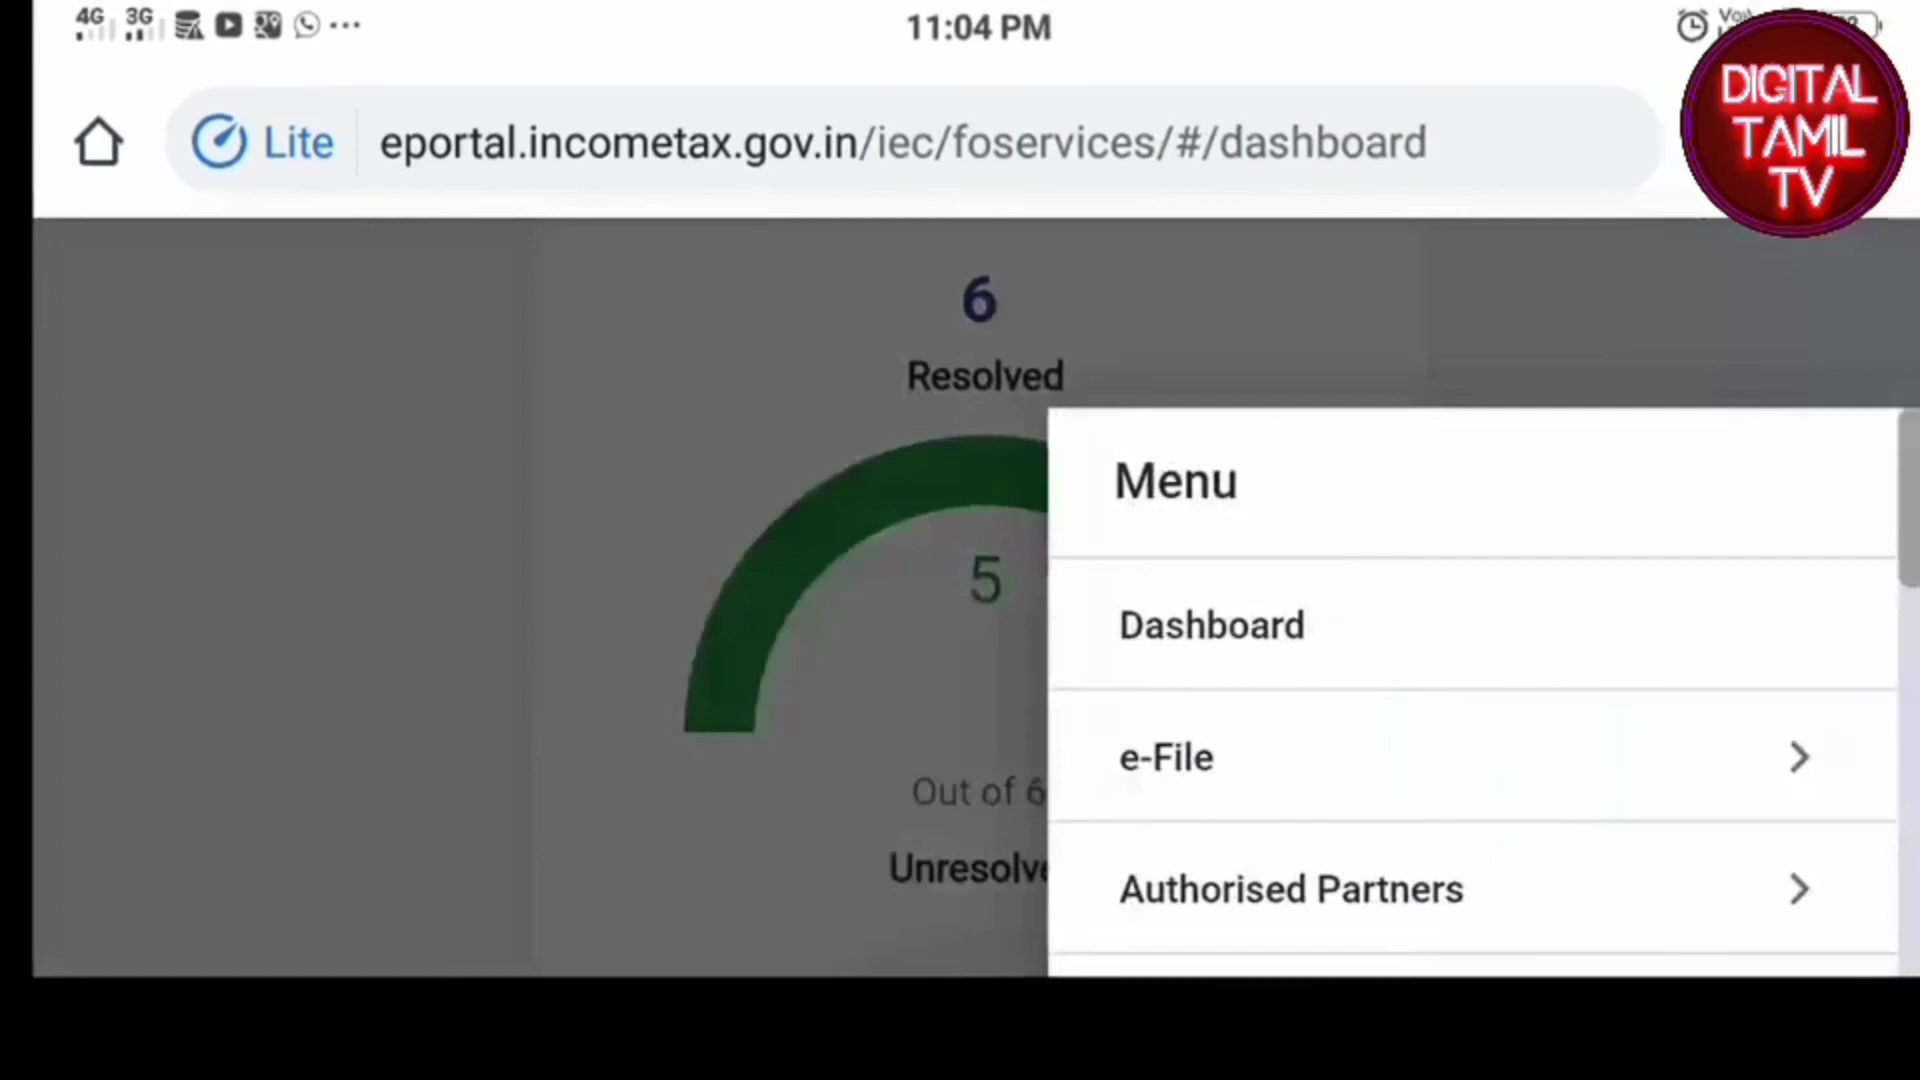 4G 3G 11:04 PM
Lite eportal.incometax.gov.in/iec/foservices/#/dashboard
DIGITAL
TAMIL
TV
6
Resolved
5
Out of 6
Menu
Dashboard
e-File
Authorised Partners